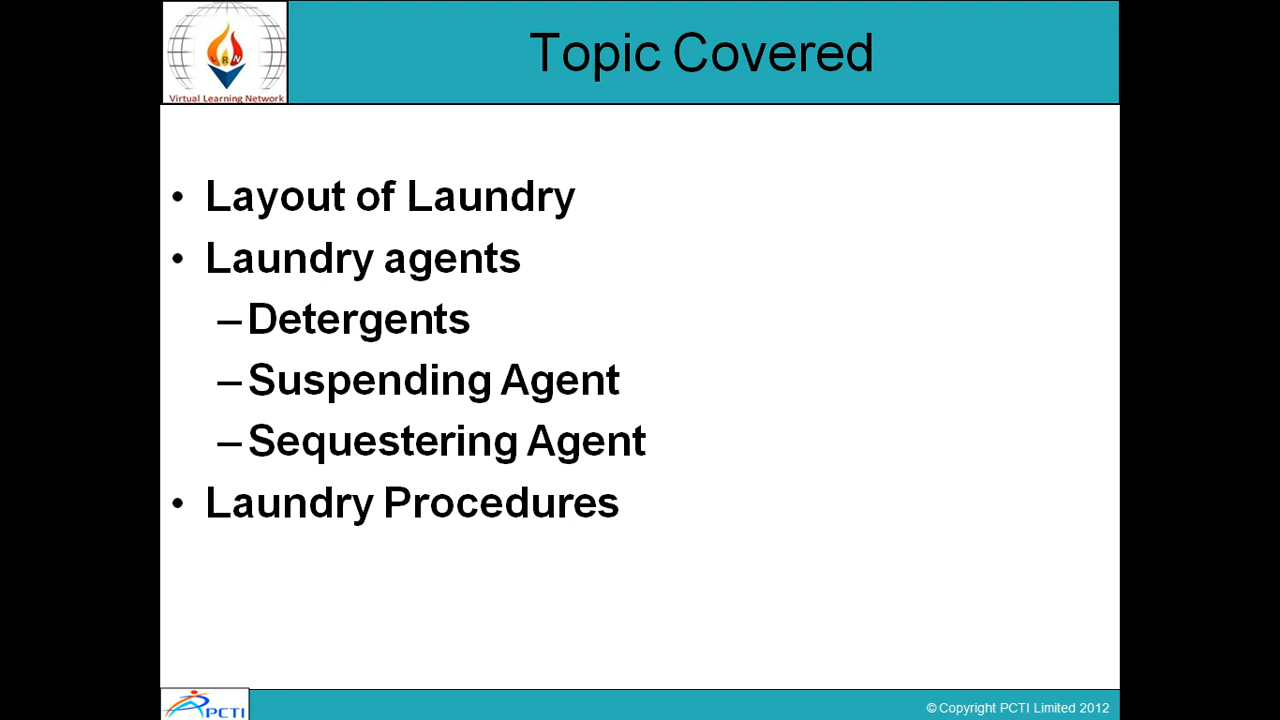 Topic Covered
LRN
Virtual Learning Network
• Layout of Laundry
• Laundry agents
–Detergents
–Suspending Agent
–Sequestering Agent
• Laundry Procedures
PCTI
© Copyright PCTI Limited 2012